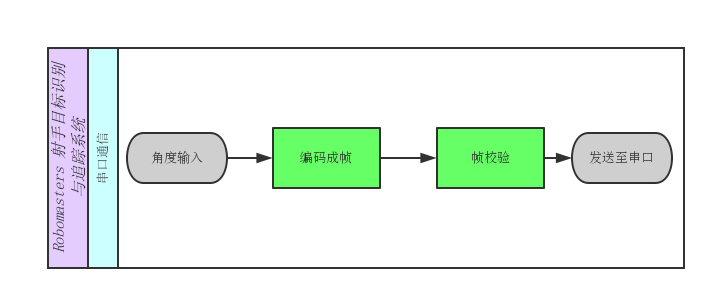 Robomasters 射手目标识别
与追踪系统
串口通信
角度输入
编码成帧
帧校验
发送至串口